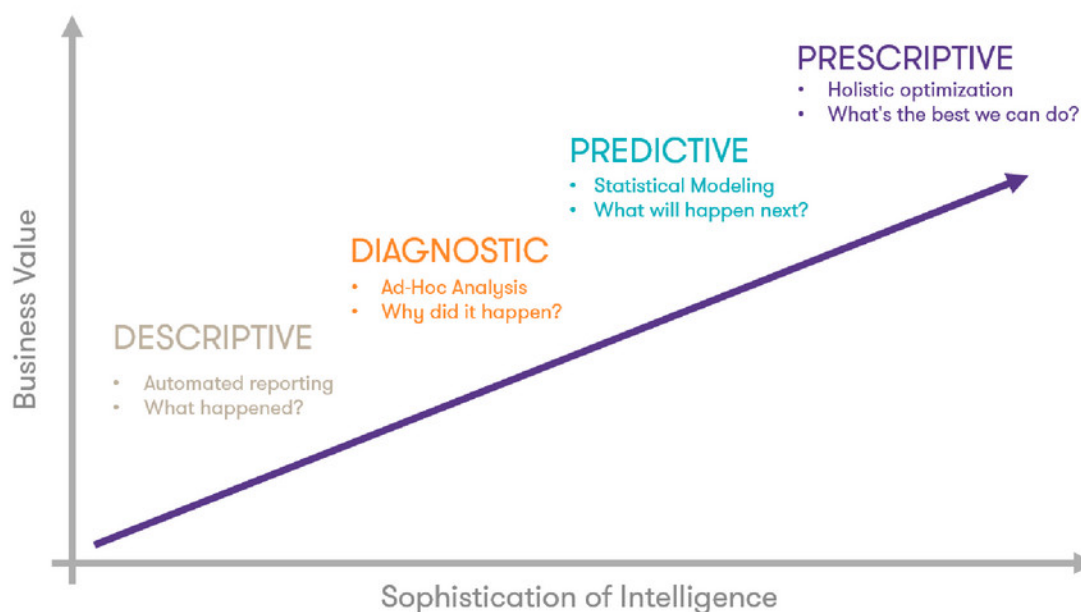 PRESCRIPTIVE
• Holistic optimization
• What's the best we can do?
PREDICTIVE
• Statistical Modeling
• What will happen next?
DIAGNOSTIC
• Ad-Hoc Analysis
• Why did it happen?
DESCRIPTIVE
• Automated reporting
• What happened?
Business Value
Sophistication of Intelligence